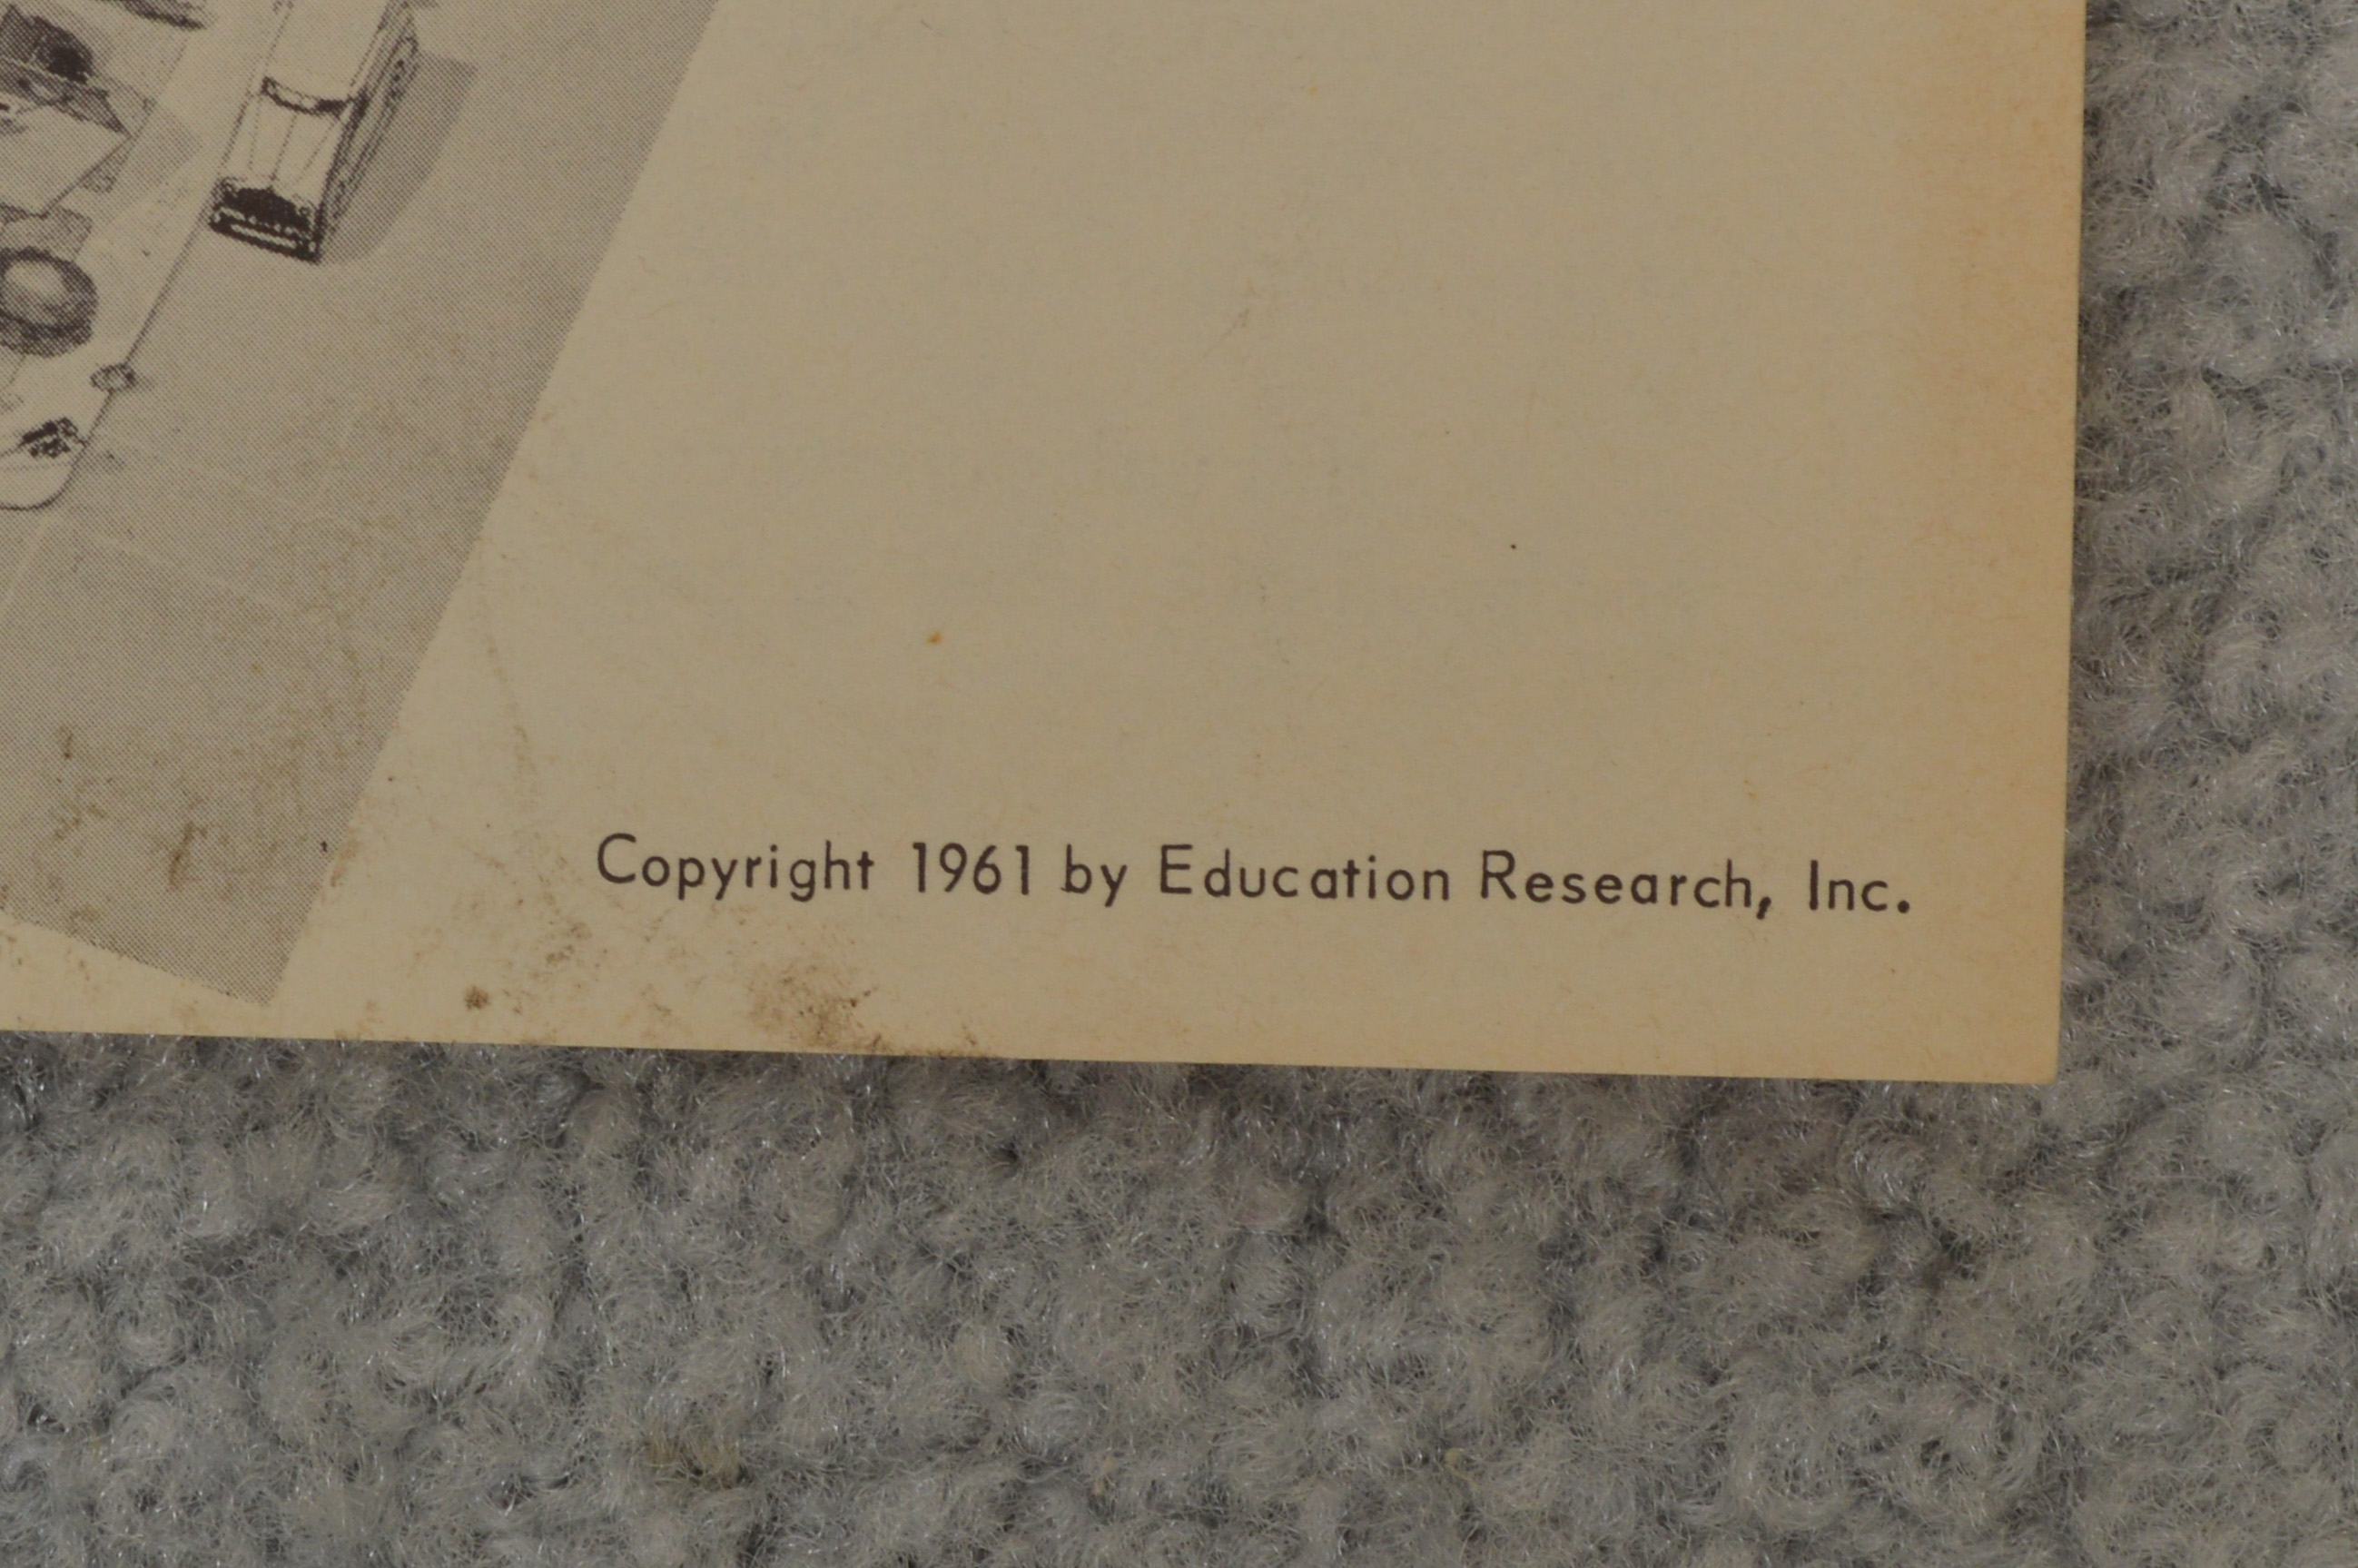 Copyright 1961 by Education Research, Inc.